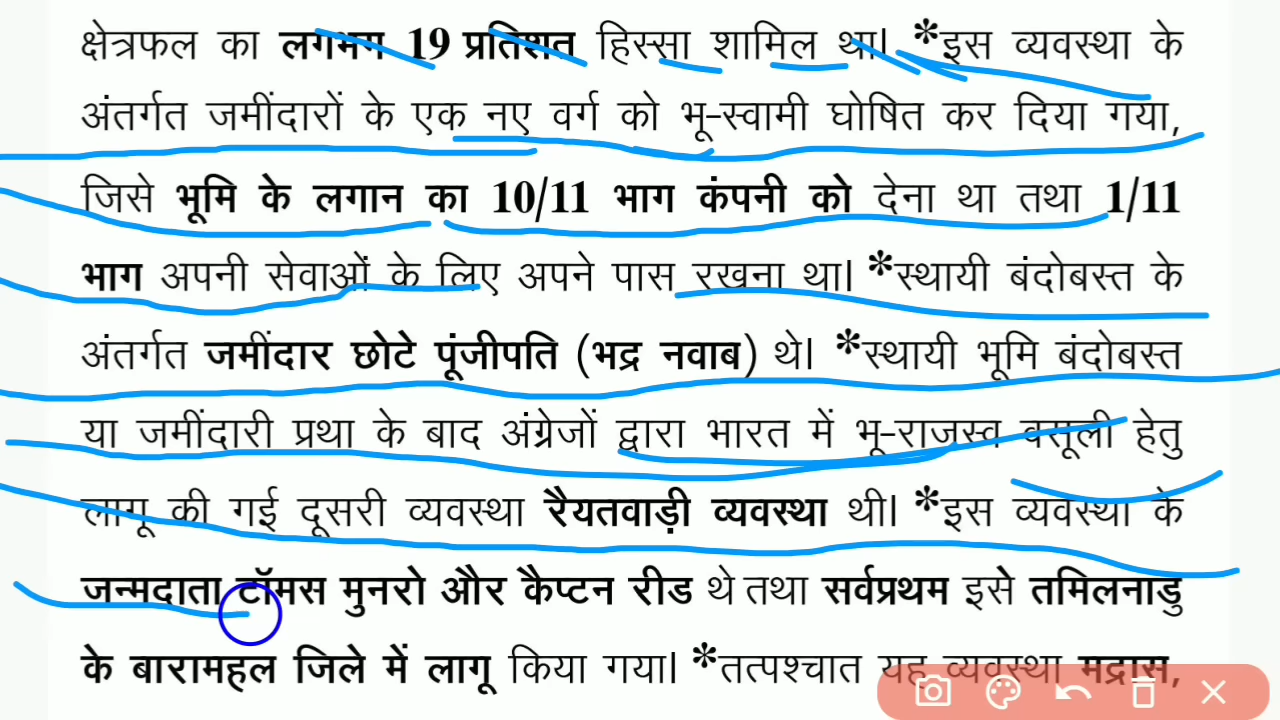 क्षेत्रफल का लगभग 19 प्रतिशत हिस्सा शामिल था। *इस व्यवस्था के
अंतर्गत जमींदारों के एक नए वर्ग को भू-स्वामी घोषित कर दिया गया,
जिसे भूमि के लगान का 10/11 भाग कंपनी को देना था तथा 1/11
भाग अपनी सेवाओं के लिए अपने पास रखना था। *स्थायी बंदोबस्त के
अंतर्गत जमींदार छोटे पूंजीपति (भद्र नवाब) थे। *स्थायी भूमि बंदोबस्त
या जमींदारी प्रथा के बाद अंग्रेजों द्वारा भारत में भू-राजस्व वसूली हेतु
लागू की गई दूसरी व्यवस्था रैयतवाड़ी व्यवस्था थी। *इस व्यवस्था के
जन्मदाता टॉमस मुनरो और कैप्टन रीड थे तथा सर्वप्रथम इसे तमिलनाडु
के बारामहल जिले में लागू किया गया। *तत्पश्चात यह व्यवस्था मद्रास,